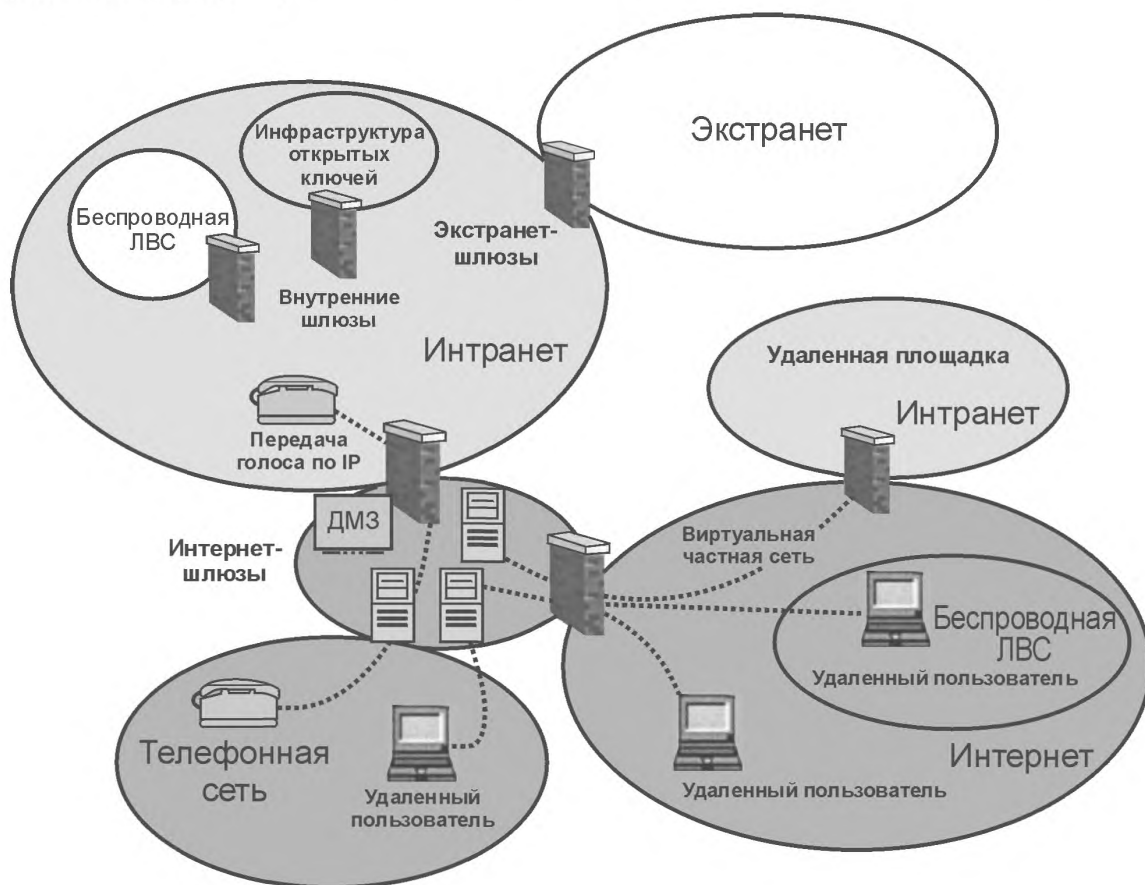 Экстранет
Инфраструктура
открытых
ключей
Беспроводная
ЛВС
Экстранет-
шлюзы
Внутренние
шлюзы
Интранет
Удаленная площадка
Интранет
Передача
голоса по IP
ДМЗ
Интернет-
шлюзы
Виртуальная
частная сеть
Беспроводная
ЛВС
Удаленный пользователь
Телефонная
сеть
Удаленный
пользователь
Удаленный пользователь
Интернет